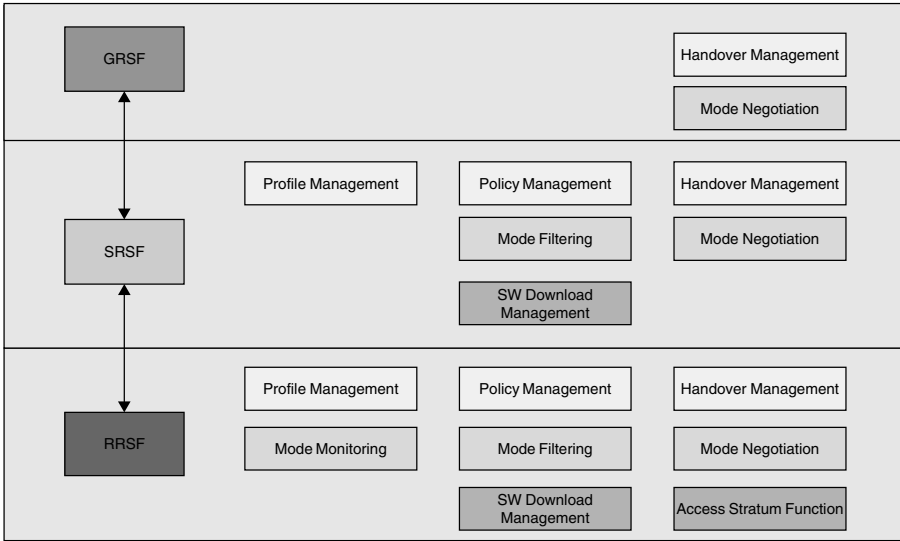 GRSF
Handover Management
Mode Negotiation
Profile Management
Policy Management
Handover Management
SRSF
Mode Filtering
Mode Negotiation
SW Download
Management
Profile Management
Policy Management
Handover Management
RRSF
Mode Monitoring
Mode Filtering
Mode Negotiation
SW Download
Management
Access Stratum Function